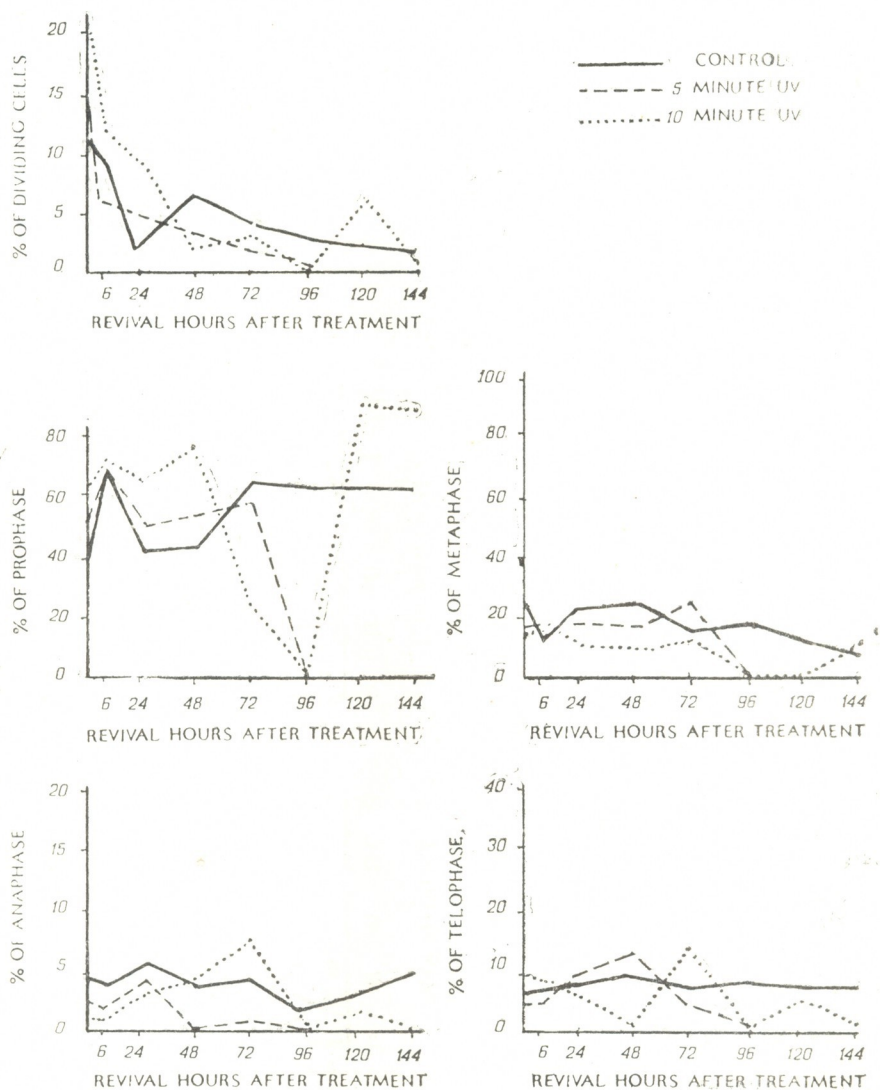 % OF DIVIDING CELLS
20
15
10
5
0
6 24 48 72 96 120 144
REVIVAL HOURS AFTER TREATMENT
CONTROL
5 MINUTE UV
10 MINUTE UV
% OF PROPHASE
80
60
40
20
0
6 24 48 72 96 120 144
REVIVAL HOURS AFTER TREATMENT
% OF METAPHASE
100
80
60
40
20
0
6 24 48 72 96 120 144
REVIVAL HOURS AFTER TREATMENT
% OF ANAPHASE
20
15
10
5
0
6 24 48 72 96 120 144
REVIVAL HOURS AFTER TREATMENT
% OF TELOPHASE
40
30
20
10
0
6 24 48 72 96 120 144
REVIVAL HOURS AFTER TREATMENT